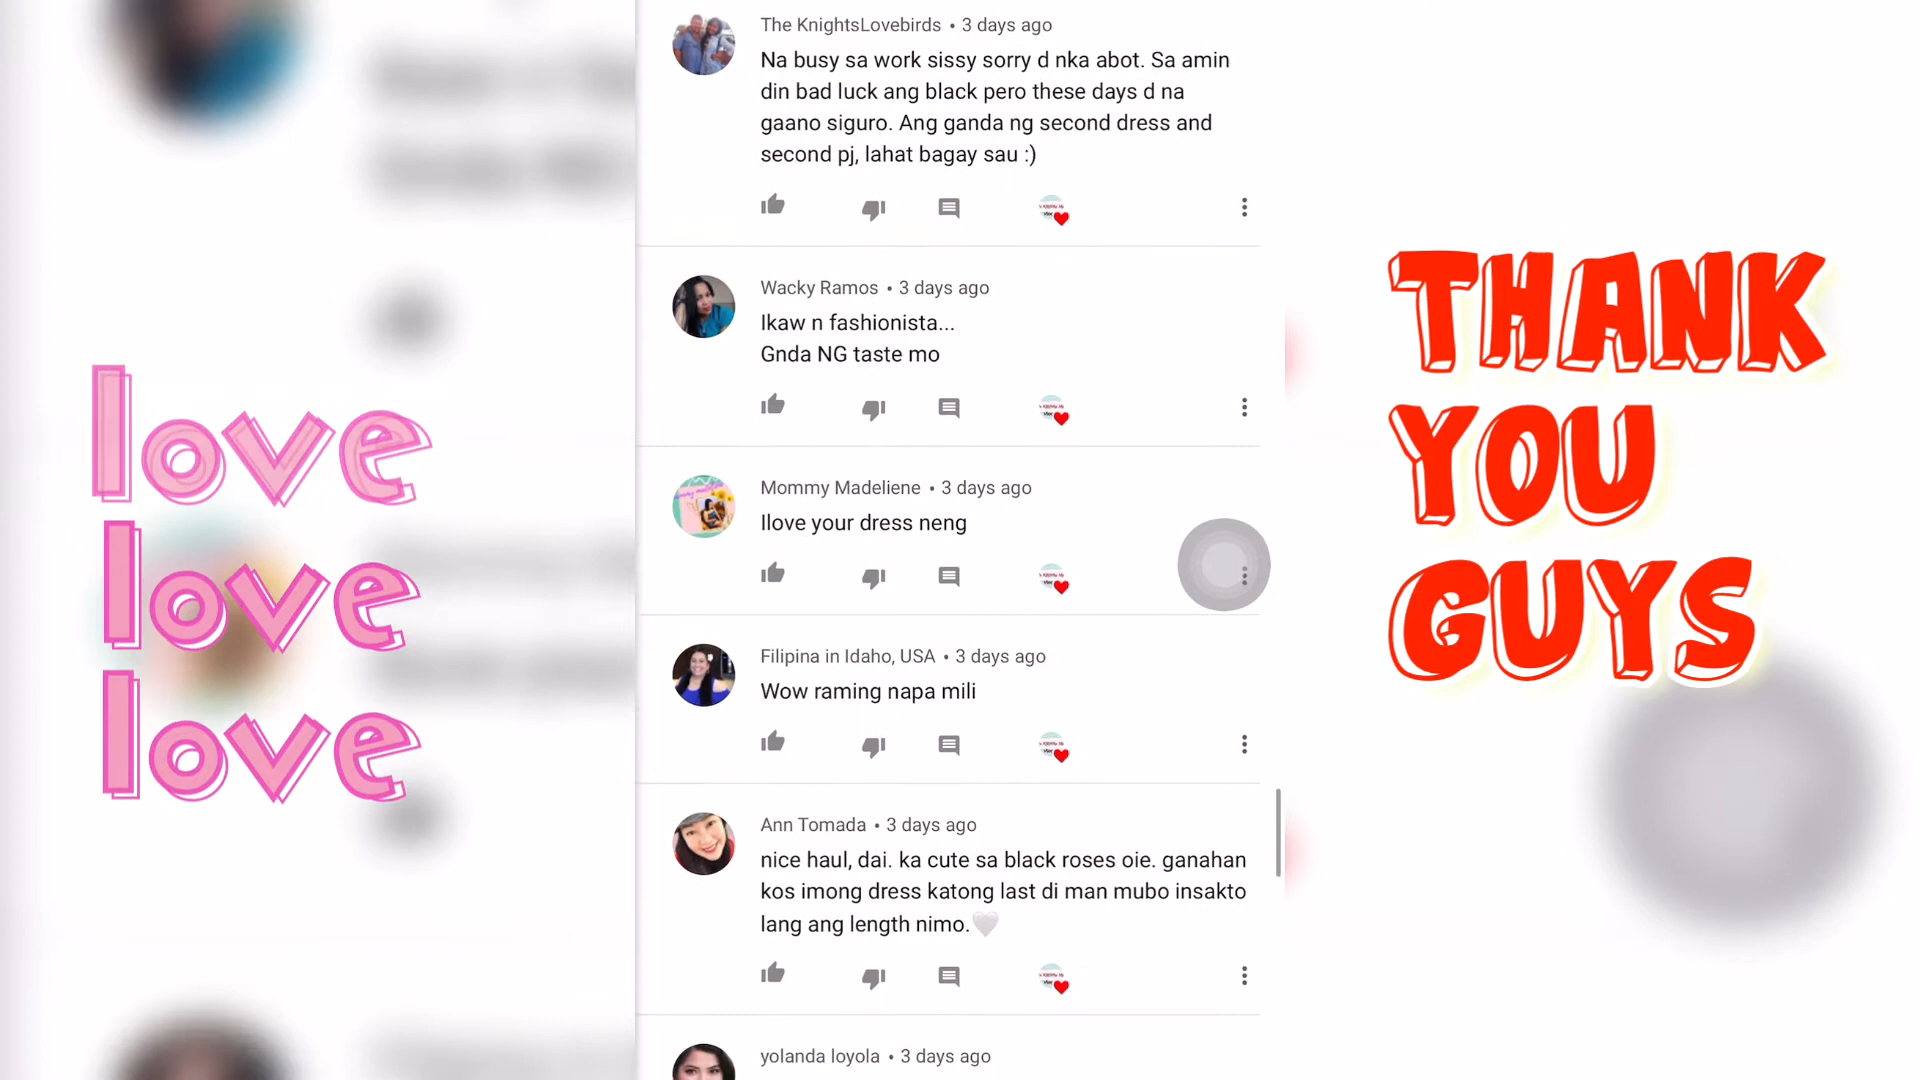 The KnightsLovebirds • 3 days ago
Na busy sa work sissy sorry d nka abot. Sa amin
din bad luck ang black pero these days d na
gaano siguro. Ang ganda ng second dress and
second pj, lahat bagay sau :)
Wacky Ramos • 3 days ago
Ikaw n fashionista...
Gnda NG taste mo
Mommy Madeliene • 3 days ago
Ilove your dress neng
Filipina in Idaho, USA • 3 days ago
Wow raming napa mili
Ann Tomada • 3 days ago
nice haul, dai. ka cute sa black roses oie. ganahan
kos imong dress katong last di man mubo insakto
lang ang length nimo.🤍
yolanda loyola • 3 days ago
love
love
love
THANK
YOU
GUYS